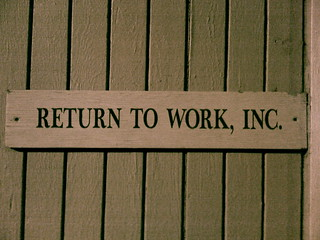 RETURN TO WORK, INC.